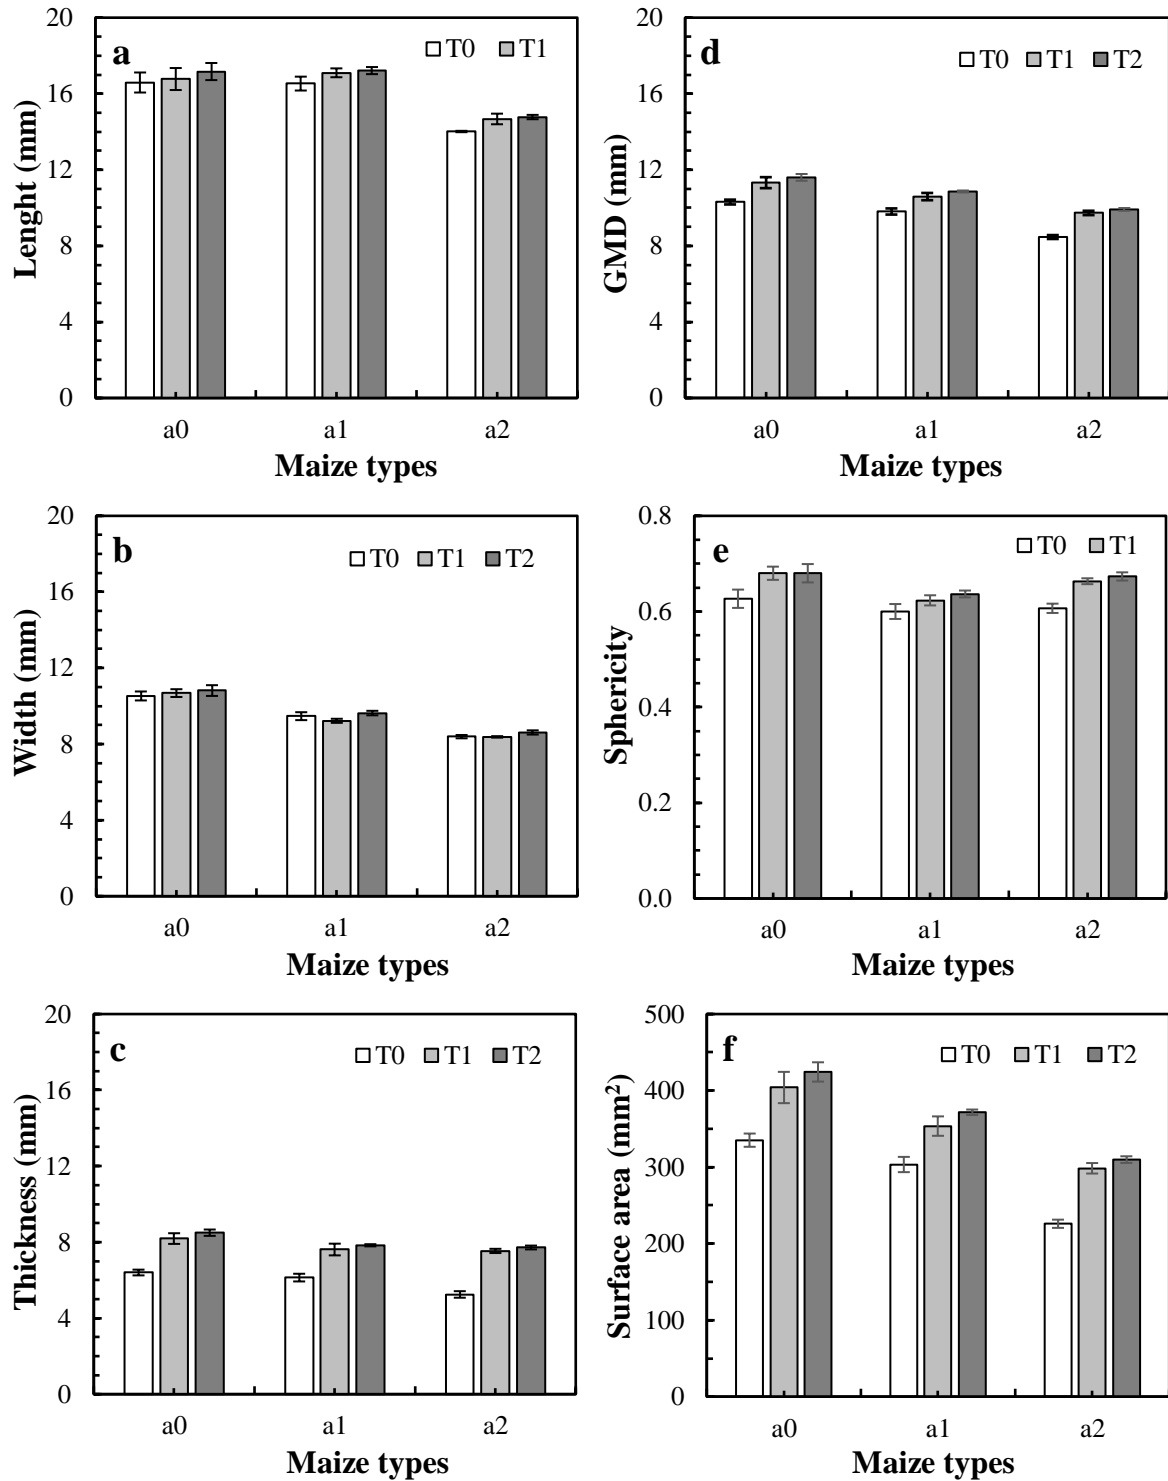 20
16
12
8
4
0
a
T0 T1
Lenght (mm)
a0 a1 a2
Maize types
20
16
12
8
4
0
d
T0 T1 T2
GMD (mm)
a0 a1 a2
Maize types
20
16
12
8
4
0
b
T0 T1 T2
Width (mm)
a0 a1 a2
Maize types
0.8
0.6
0.4
0.2
0.0
e
T0 T1
Sphericity
a0 a1 a2
Maize types
20
16
12
8
4
0
c
T0 T1 T2
Thickness (mm)
a0 a1 a2
Maize types
500
400
300
200
100
0
f
T0 T1 T2
Surface area (mm²)
a0 a1 a2
Maize types